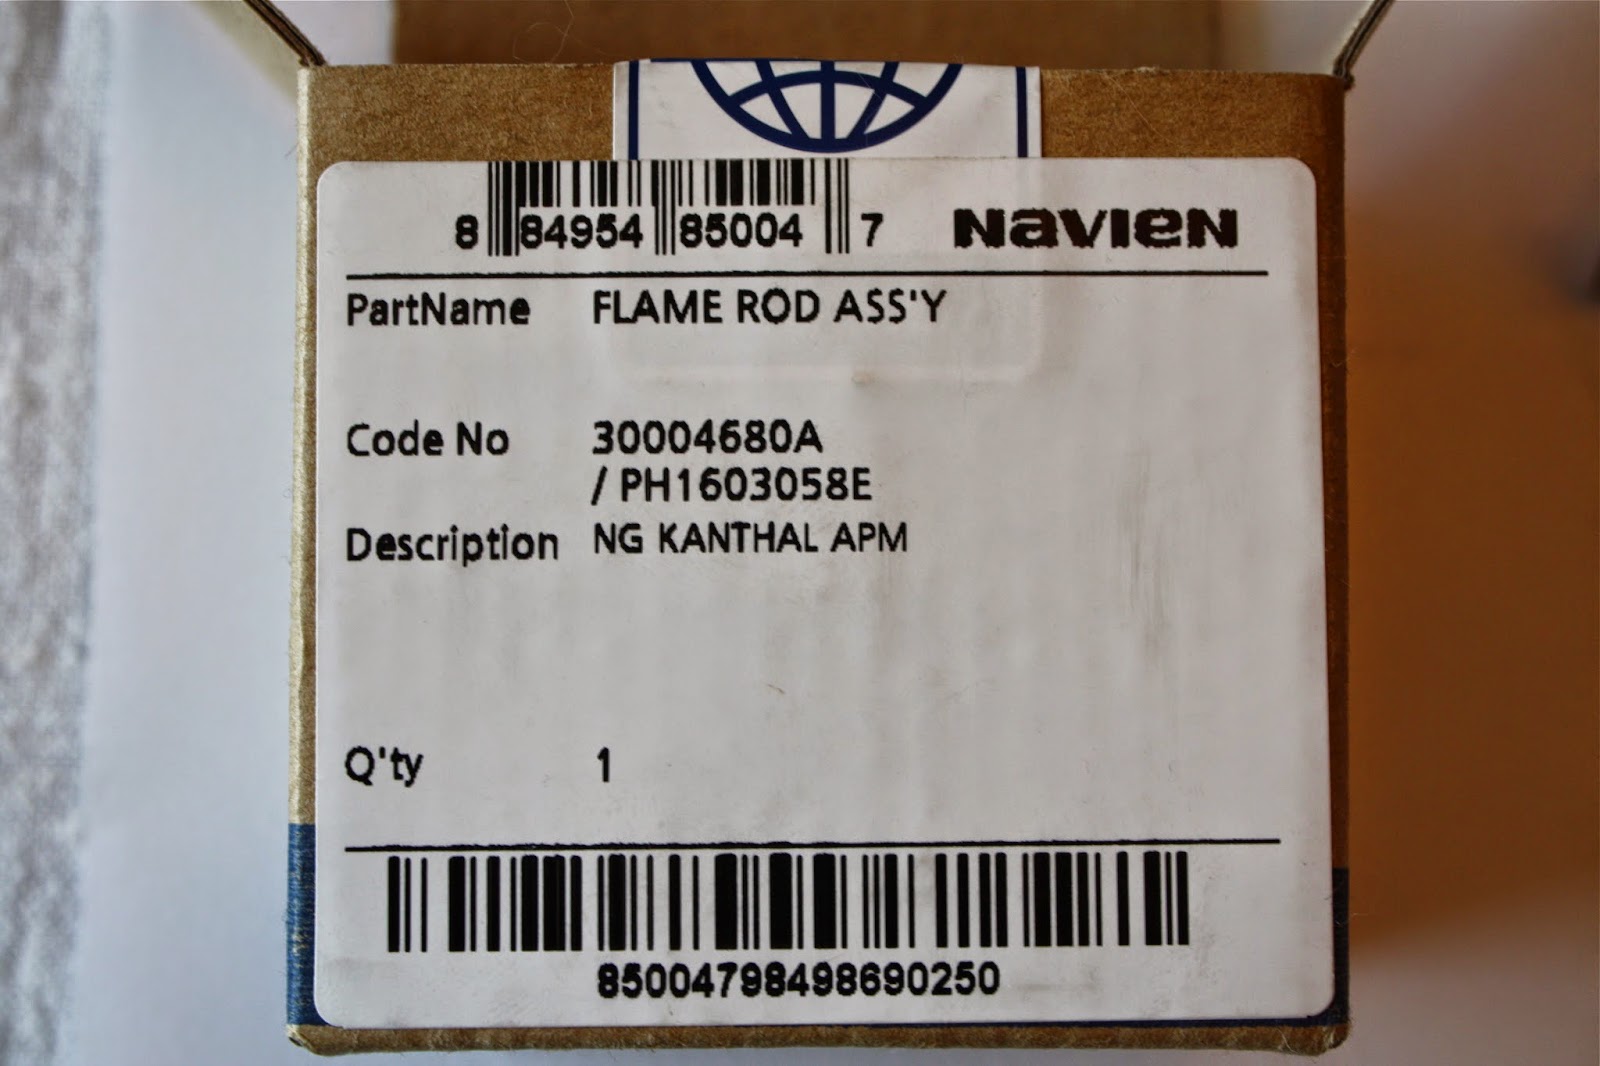 8 84954 85004 7 NAVIEN
PartName FLAME ROD ASS'Y
Code No 30004680A
/ PH1603058E
Description NG KANTHAL APM
Q'ty 1
85004798498690250